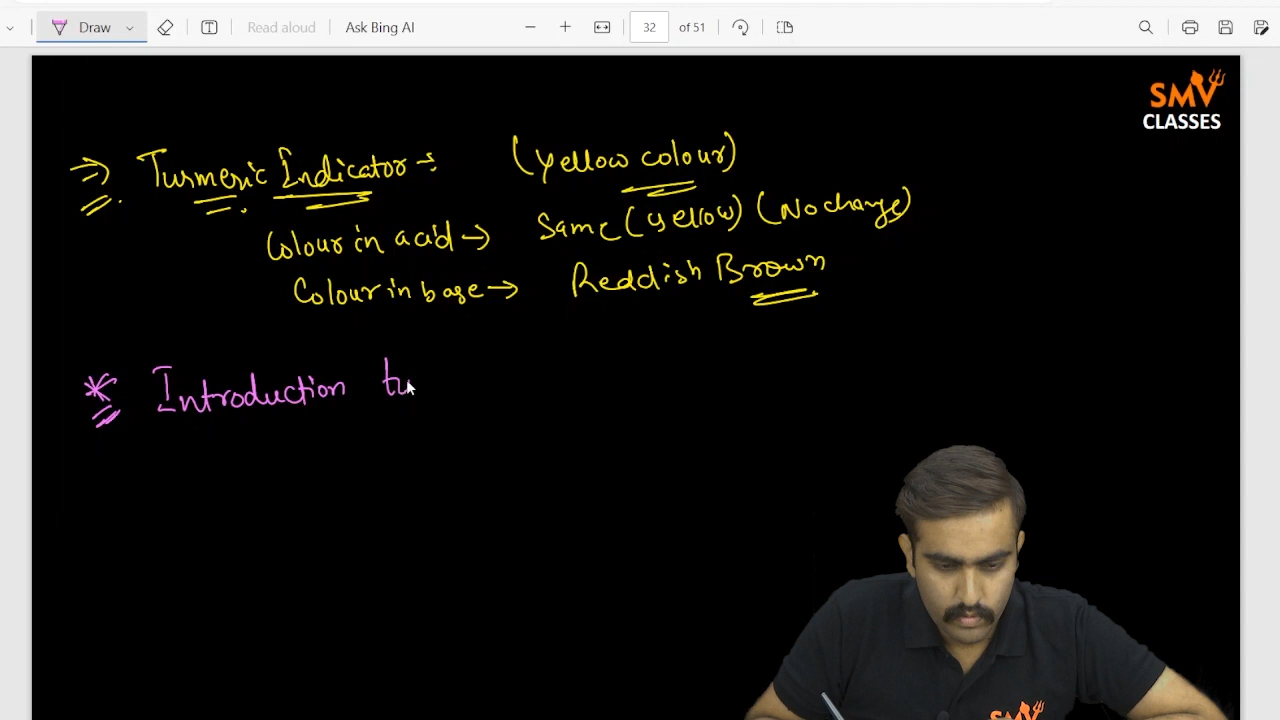 Draw
Read aloud
Ask Bing AI
32 of 51
SMV
CLASSES
=> Turmeric Indicator :- (Yellow colour)
Colour in acid → Same (Yellow) (No change)
Colour in base → Reddish Brown
* Introduction
SMV